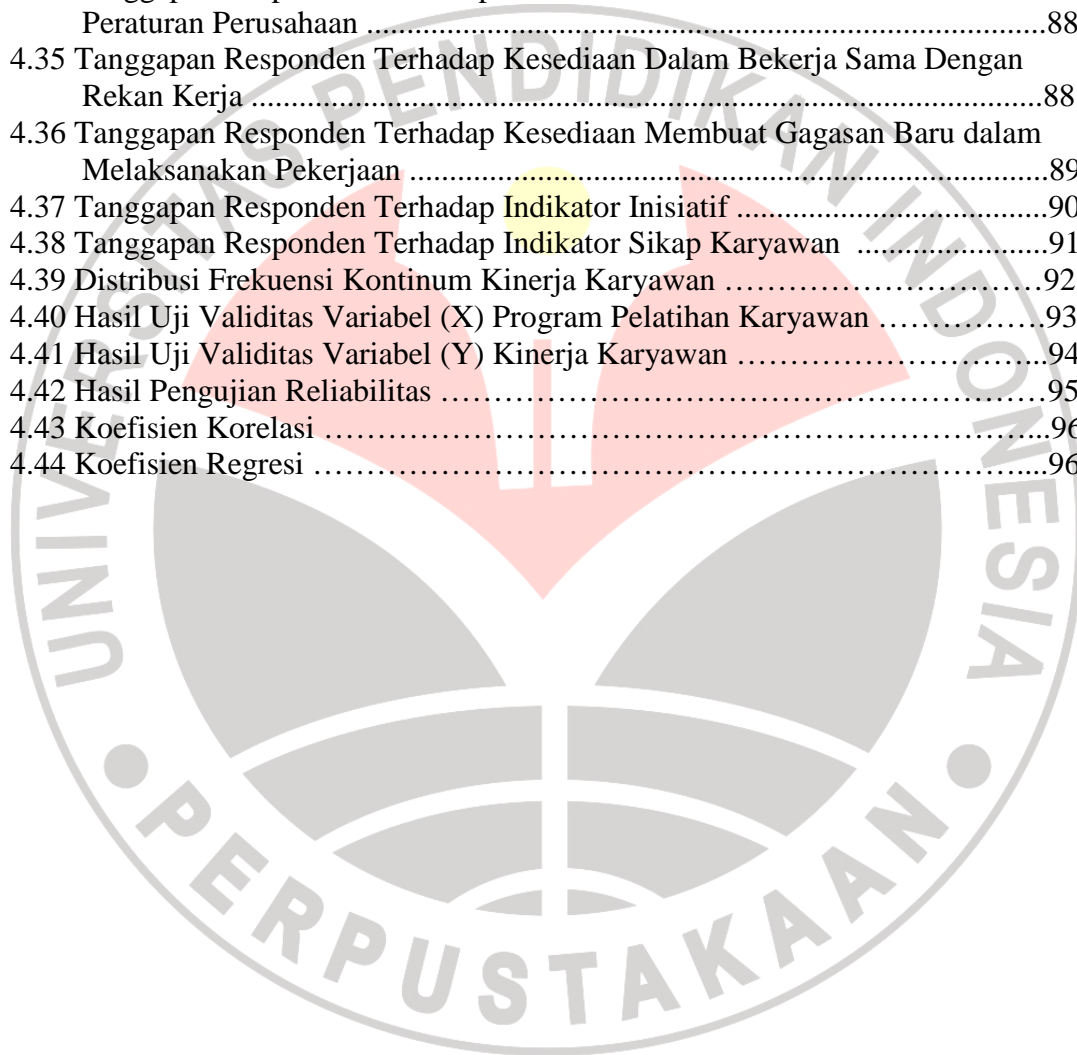 Peraturan Perusahaan ..........................................................................................................88
4.35 Tanggapan Responden Terhadap Kesediaan Dalam Bekerja Sama Dengan
Rekan Kerja ................................................................................................................................88
4.36 Tanggapan Responden Terhadap Kesediaan Membuat Gagasan Baru dalam
Melaksanakan Pekerjaan ....................................................................................................89
4.37 Tanggapan Responden Terhadap Indikator Inisiatif .................................................90
4.38 Tanggapan Responden Terhadap Indikator Sikap Karyawan .............................91
4.39 Distribusi Frekuensi Kontinum Kinerja Karyawan ……………………………92
4.40 Hasil Uji Validitas Variabel (X) Program Pelatihan Karyawan …………….93
4.41 Hasil Uji Validitas Variabel (Y) Kinerja Karyawan …………………………..94
4.42 Hasil Pengujian Reliabilitas ………………………………………………………95
4.43 Koefisien Korelasi …………………………………………………………………...96
4.44 Koefisien Regresi ……………………………………………………………………...96
UNIVERSITAS PENDIDIKAN INDONESIA
PERPUSTAKAAN